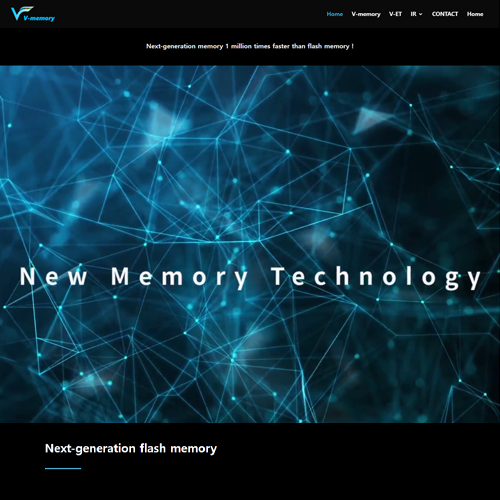 V-memory
Home V-memory V-ET IR CONTACT Home
Next-generation memory 1 million times faster than flash memory !
New Memory Technology
Next-generation flash memory